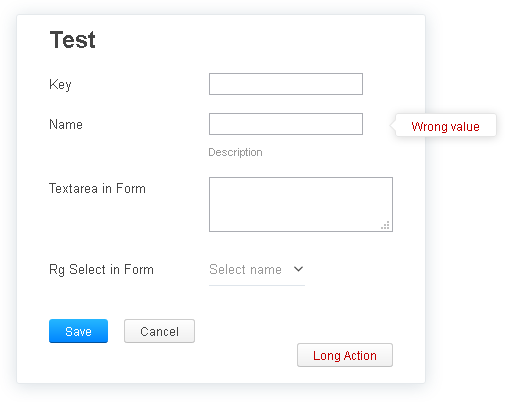 Test
Key
Name
Wrong value
Description
Textarea in Form
Rg Select in Form
Select name
Save
Cancel
Long Action